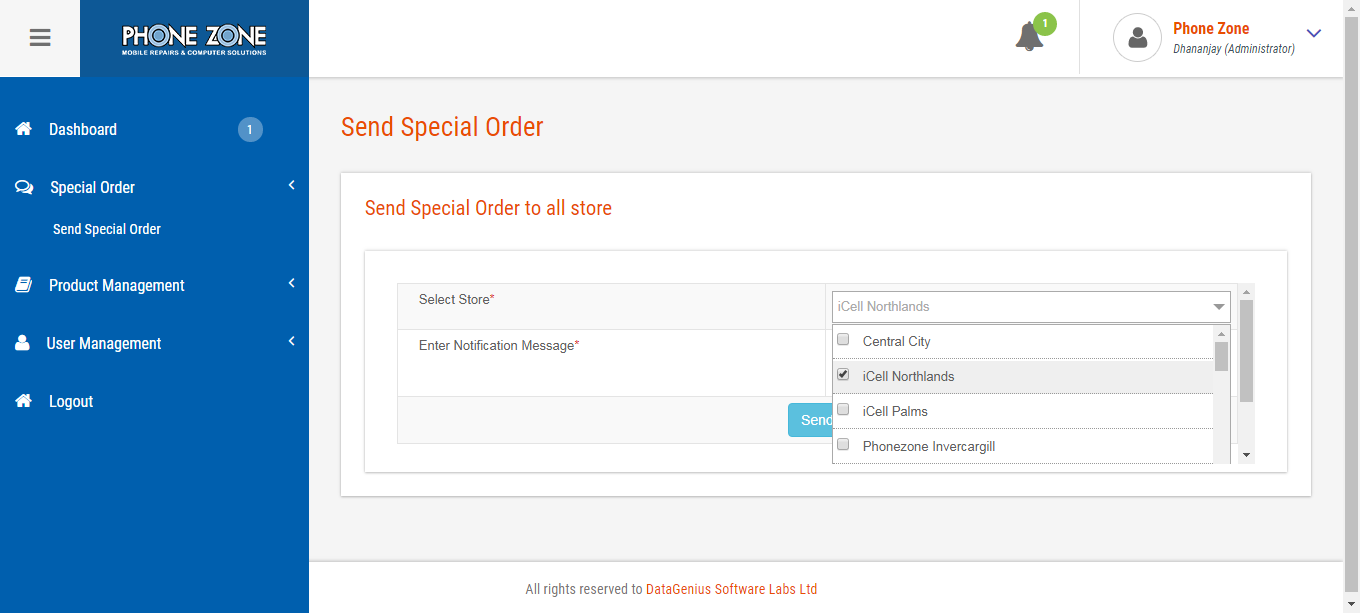 PHONE ZONE
MOBILE REPAIRS & COMPUTER SOLUTIONS
1
Phone Zone
Dhananjay (Administrator)
Dashboard
1
Special Order
Send Special Order
Product Management
User Management
Logout
Send Special Order
Send Special Order to all store
Select Store*
iCell Northlands
Central City
iCell Northlands
iCell Palms
Phonezone Invercargill
Enter Notification Message*
Send
All rights reserved to DataGenius Software Labs Ltd